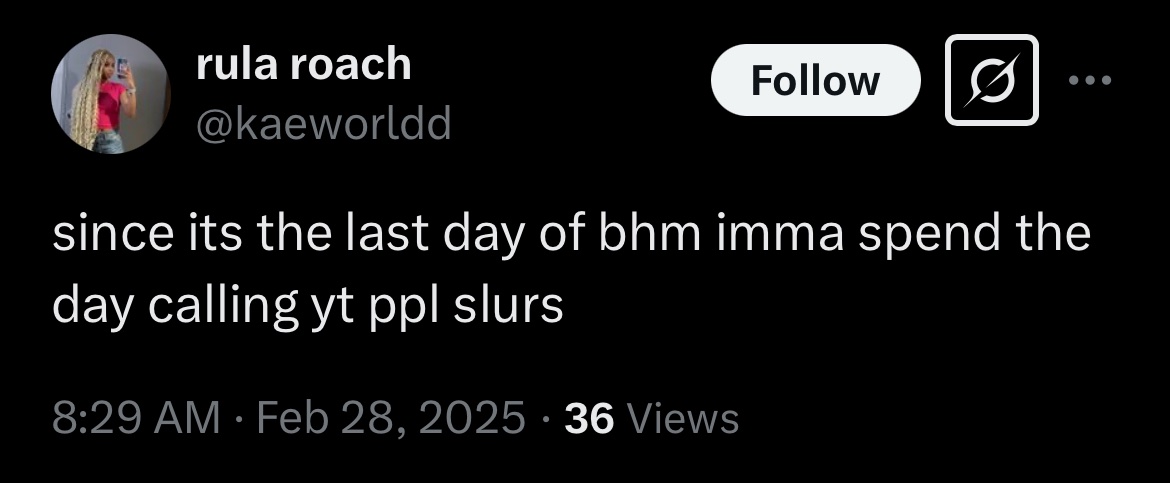 rula roach
Follow
@kaeworldd
since its the last day of bhm imma spend the
day calling yt ppl slurs
8:29 AM · Feb 28, 2025 · 36 Views